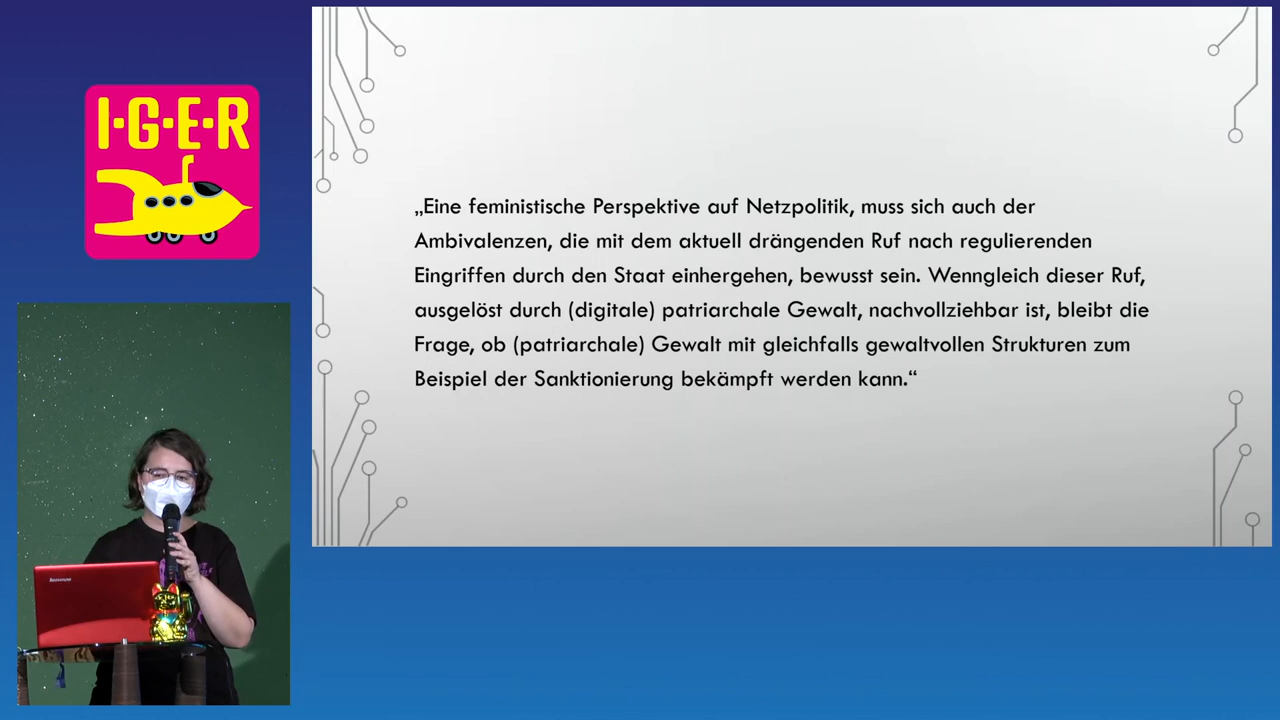 I·G·E·R
„Eine feministische Perspektive auf Netzpolitik, muss sich auch der
Ambivalenzen, die mit dem aktuell drängenden Ruf nach regulierenden
Eingriffen durch den Staat einhergehen, bewusst sein. Wenngleich dieser Ruf,
ausgelöst durch (digitale) patriarchale Gewalt, nachvollziehbar ist, bleibt die
Frage, ob (patriarchale) Gewalt mit gleichfalls gewaltvollen Strukturen zum
Beispiel der Sanktionierung bekämpft werden kann.“
lenovo